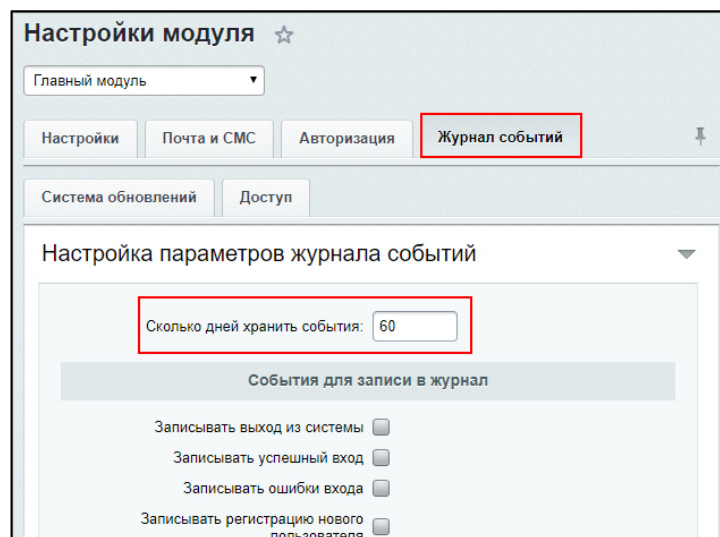 Настройки модуля
Главный модуль
Настройки Почта и СМС Авторизация Журнал событий
Система обновлений Доступ
Настройка параметров журнала событий
Сколько дней хранить события: 60
События для записи в журнал
Записывать выход из системы
Записывать успешный вход
Записывать ошибки входа
Записывать регистрацию нового
пользователя